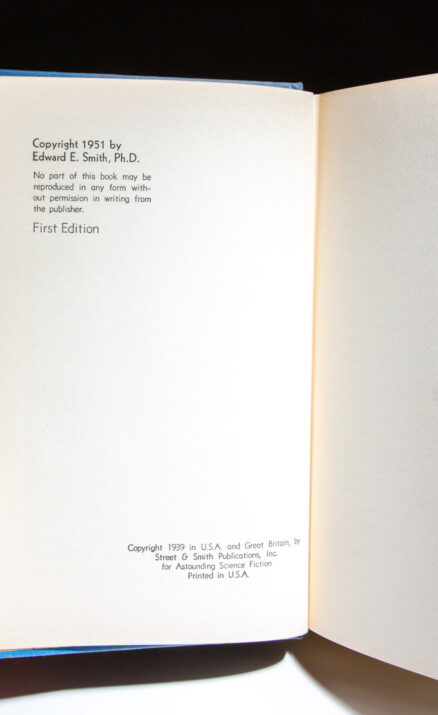 Copyright 1951 by
Edward E. Smith, Ph.D.
No part of this book may be
reproduced in any form with-
out permission in writing from
the publisher.
First Edition
Copyright 1939 in U.S.A. and Great Britain, by
Street & Smith Publications, Inc.
for Astounding Science Fiction
Printed in U.S.A.